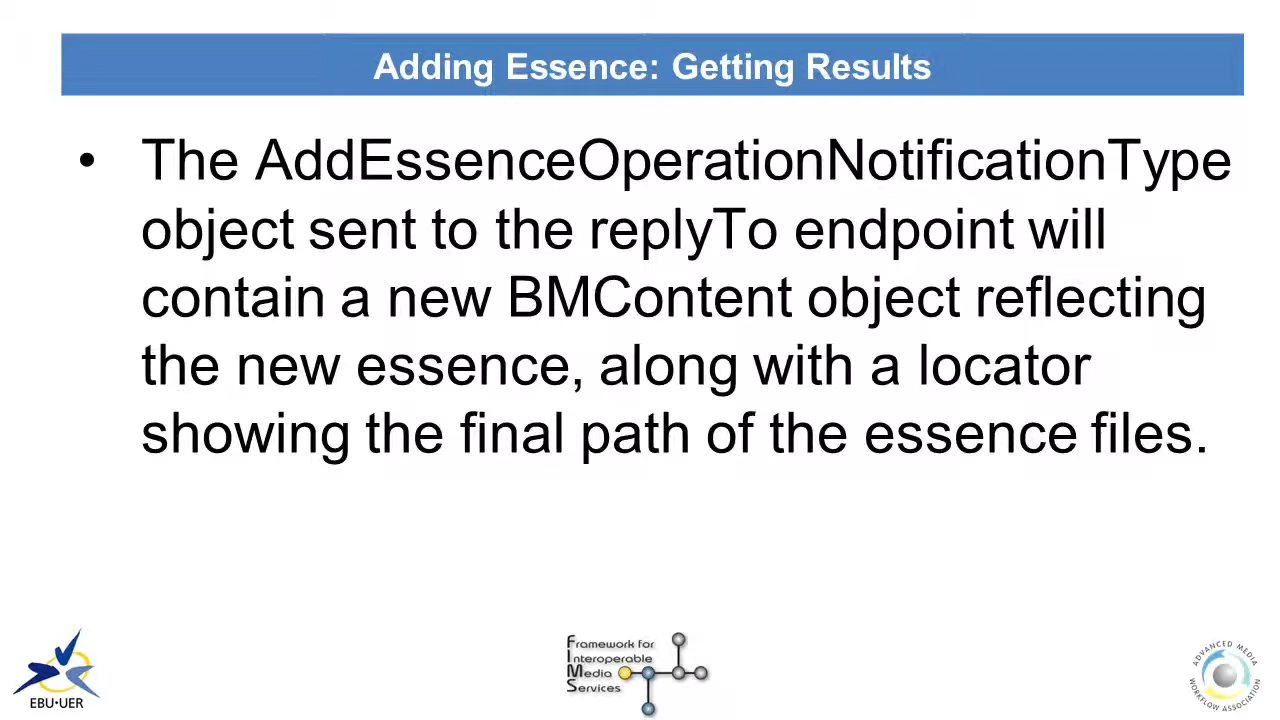 Adding Essence: Getting Results
• The AddEssenceOperationNotificationType
object sent to the replyTo endpoint will
contain a new BMContent object reflecting
the new essence, along with a locator
showing the final path of the essence files.
EBU•UER
Framework for
Interoperable
Media
Services
ADVANCED MEDIA
WORKFLOW ASSOCIATION